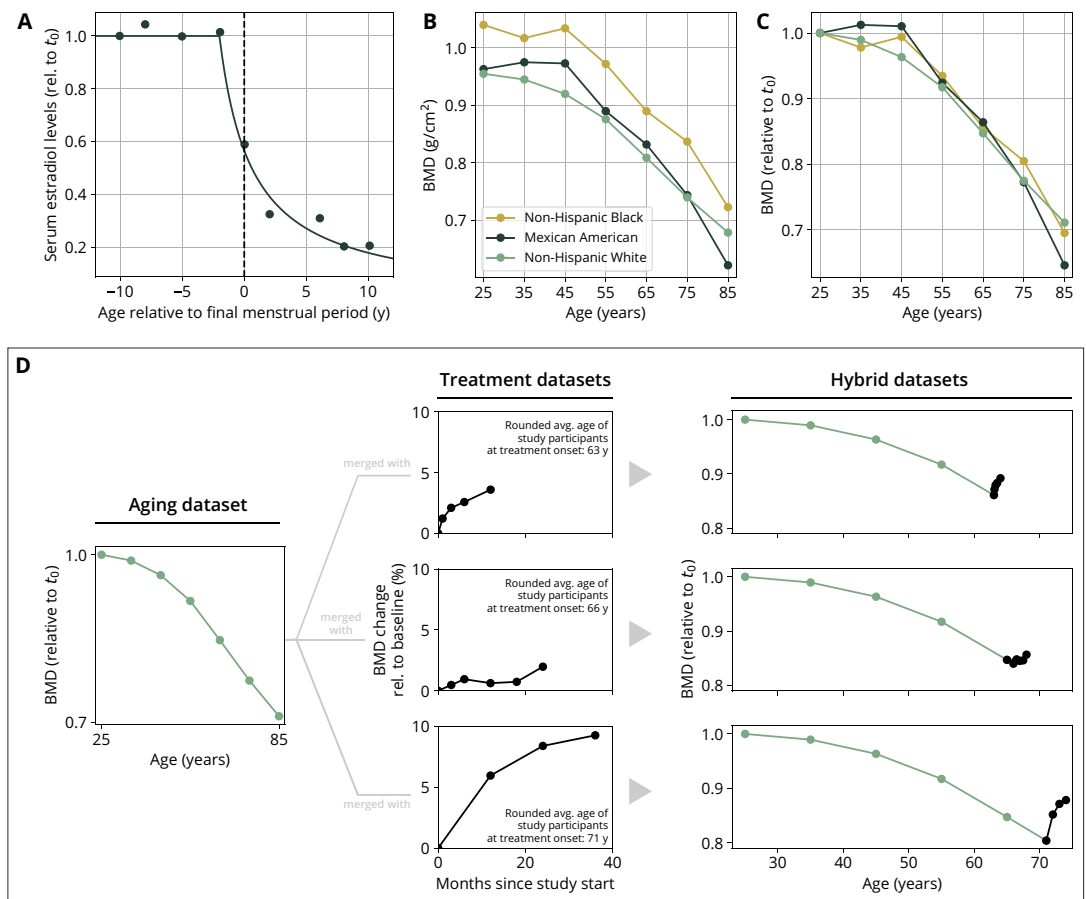 A
Serum estradiol levels (rel. to t0)
1.0
0.8
0.6
0.4
0.2
−10
−5
0
5
10
Age relative to final menstrual period (y)
B
BMD (g/cm2)
1.0
0.9
0.8
0.7
Non-Hispanic Black
Mexican American
Non-Hispanic White
25
35
45
55
65
75
85
Age (years)
C
BMD (relative to t0)
1.0
0.9
0.8
0.7
25
35
45
55
65
75
85
Age (years)
D
Aging dataset
BMD (relative to t0)
1.0
0.7
25
85
Age (years)
merged with
merged
with
merged with
Treatment datasets
BMD change
rel. to baseline (%)
10
5
0
Rounded avg. age of
study participants
at treatment onset: 63 y
10
5
0
Rounded avg. age of
study participants
at treatment onset: 66 y
10
5
0
Rounded avg. age of
study participants
at treatment onset: 71 y
0
20
40
Months since study start
Hybrid datasets
BMD (relative to t0)
1.0
0.9
0.8
1.0
0.9
0.8
1.0
0.9
0.8
30
40
50
60
70
Age (years)